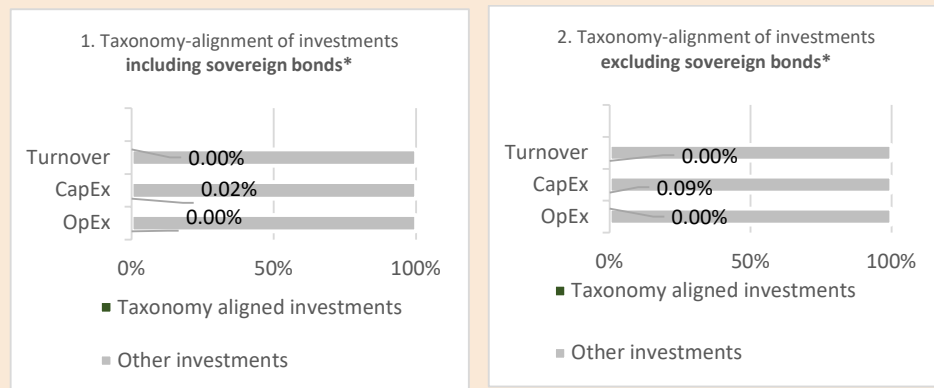 1. Taxonomy-alignment of investments
including sovereign bonds*
Turnover
0.00%
CapEx
0.02%
OpEx
0.00%
0%
50%
100%
Taxonomy aligned investments
Other investments
2. Taxonomy-alignment of investments
excluding sovereign bonds*
Turnover
0.00%
CapEx
0.09%
OpEx
0.00%
0%
50%
100%
Taxonomy aligned investments
Other investments